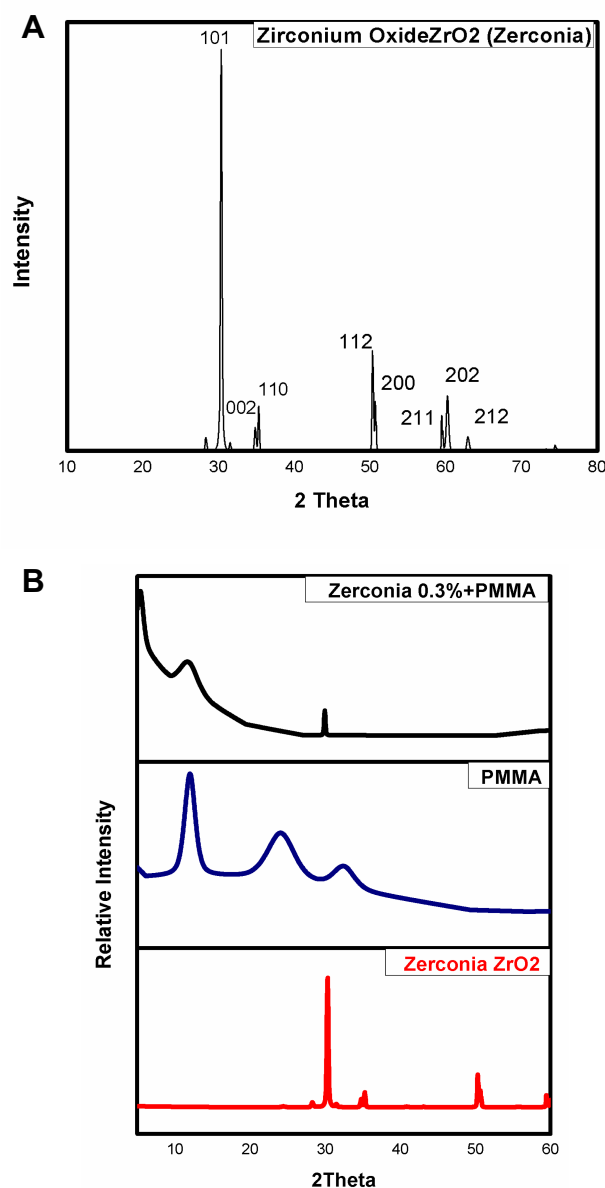 A
Zirconium OxideZrO2 (Zerconia)
101
Intensity
112
110
002
200
202
211
212
10 20 30 40 50 60 70 80
2 Theta
B
Zerconia 0.3%+PMMA
PMMA
Relative Intensity
Zerconia ZrO2
10 20 30 40 50 60
2Theta